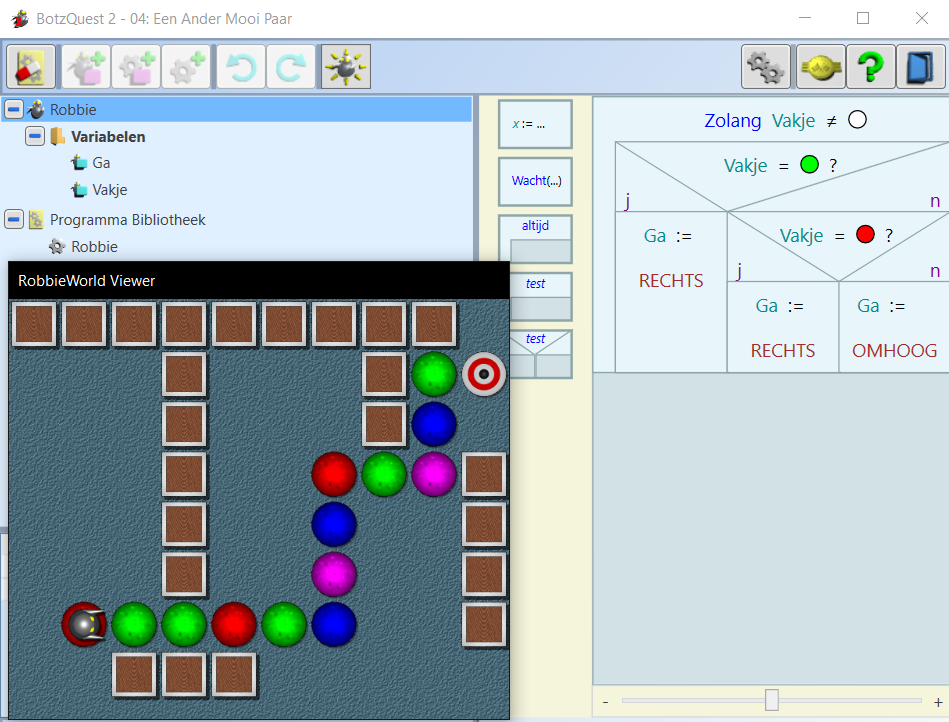 BotzQuest 2 - 04: Een Ander Mooi Paar
?
Robbie
Variabelen
Ga
Vakje
Programma Bibliotheek
Robbie
RobbieWorld Viewer
x := ...
Wacht(...)
altijd
test
test
Zolang Vakje ≠
Vakje = ?
j n
Ga :=
RECHTS
Vakje = ?
j n
Ga :=
RECHTS
Ga :=
OMHOOG
- +